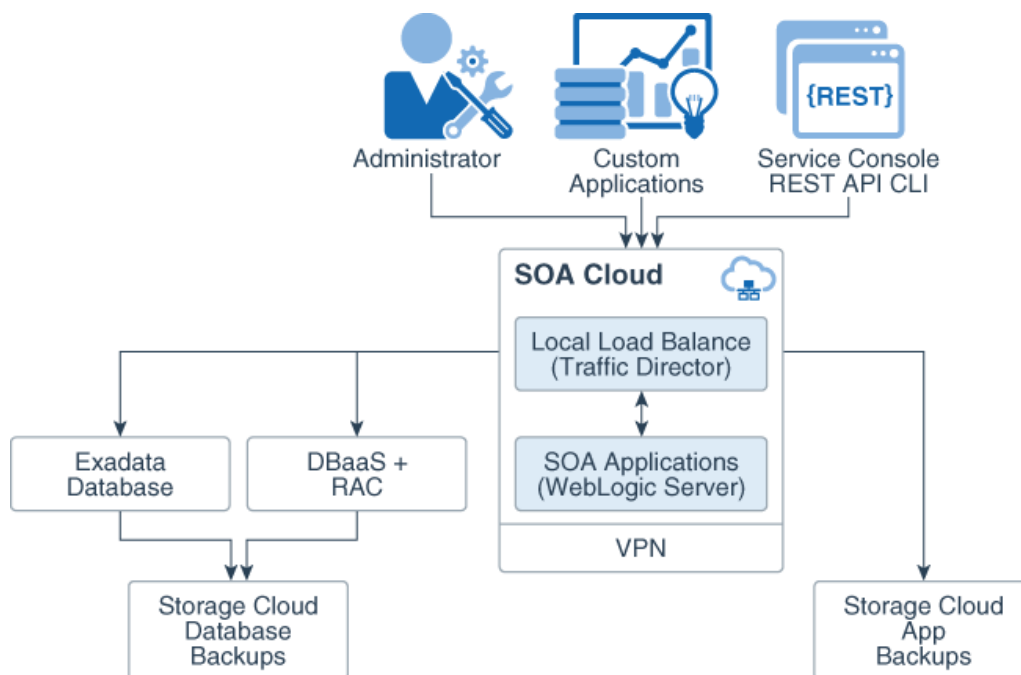 {REST}
Administrator
Custom
Applications
Service Console
REST API CLI
SOA Cloud
Local Load Balance
(Traffic Director)
SOA Applications
(WebLogic Server)
VPN
Exadata
Database
DBaaS +
RAC
Storage Cloud
Database
Backups
Storage Cloud
App
Backups